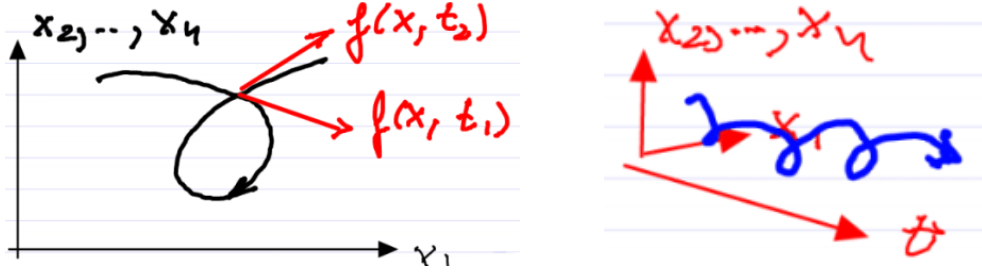 x₂, ..., xₙ
f(x, t₂)
f(x, t₁)
x₁
x₂, ..., xₙ
x₁
t